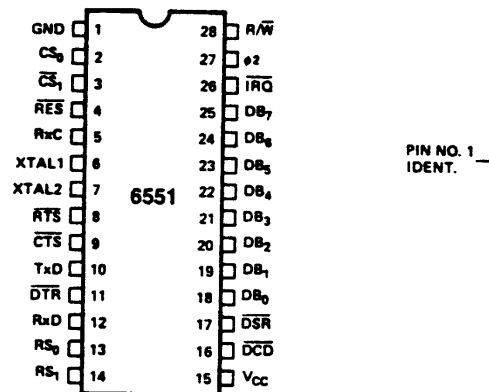 GND 1 28 R/W̅
CS₀ 2 27 φ2
C̅S̅₁ 3 26 I̅R̅Q̅
R̅E̅S̅ 4 25 DB₇
RxC 5 24 DB₆
XTAL1 6 23 DB₅
XTAL2 7 22 DB₄
R̅T̅S̅ 8 21 DB₃
C̅T̅S̅ 9 20 DB₂
TxD 10 19 DB₁
D̅T̅R̅ 11 18 DB₀
RxD 12 17 D̅S̅R̅
RS₀ 13 16 D̅C̅D̅
RS₁ 14 15 VCC
6551
PIN NO. 1
IDENT.